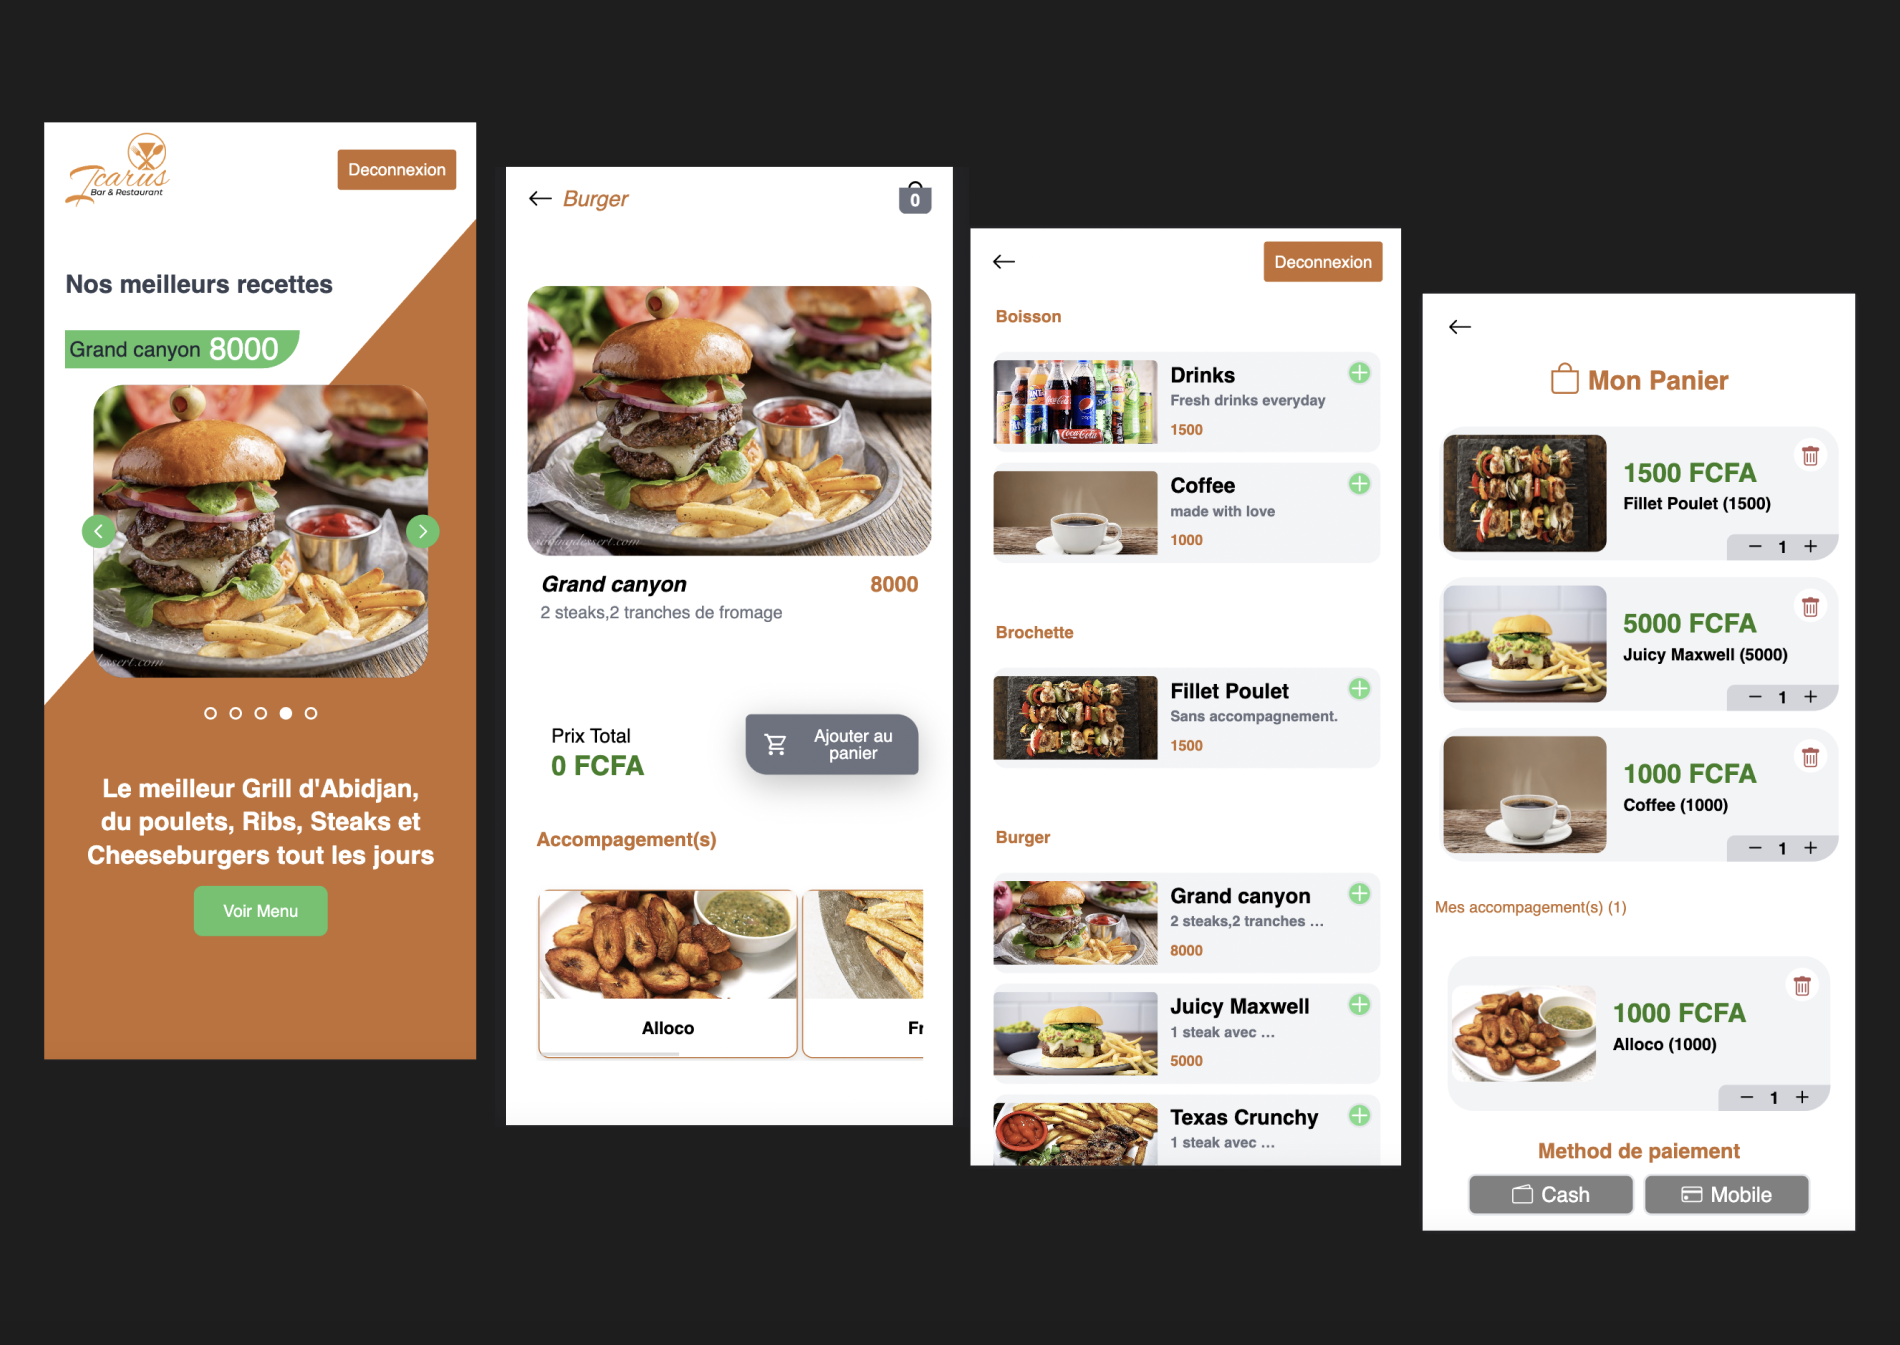 Icarus
Bar & Restaurant
Deconnexion
Nos meilleurs recettes
Grand canyon 8000
Le meilleur Grill d'Abidjan,
du poulets, Ribs, Steaks et
Cheeseburgers tout les jours
Voir Menu
Burger
0
Grand canyon 8000
2 steaks,2 tranches de fromage
Prix Total
0 FCFA
Ajouter au
panier
Accompagement(s)
Alloco
Fr
Deconnexion
Boisson
Drinks
Fresh drinks everyday
1500
Coffee
made with love
1000
Brochette
Fillet Poulet
Sans accompagnement.
1500
Burger
Grand canyon
2 steaks,2 tranches ...
8000
Juicy Maxwell
1 steak avec ...
5000
Texas Crunchy
1 steak avec ...
Mon Panier
1500 FCFA
Fillet Poulet (1500)
1
5000 FCFA
Juicy Maxwell (5000)
1
1000 FCFA
Coffee (1000)
1
Mes accompagement(s) (1)
1000 FCFA
Alloco (1000)
1
Method de paiement
Cash
Mobile